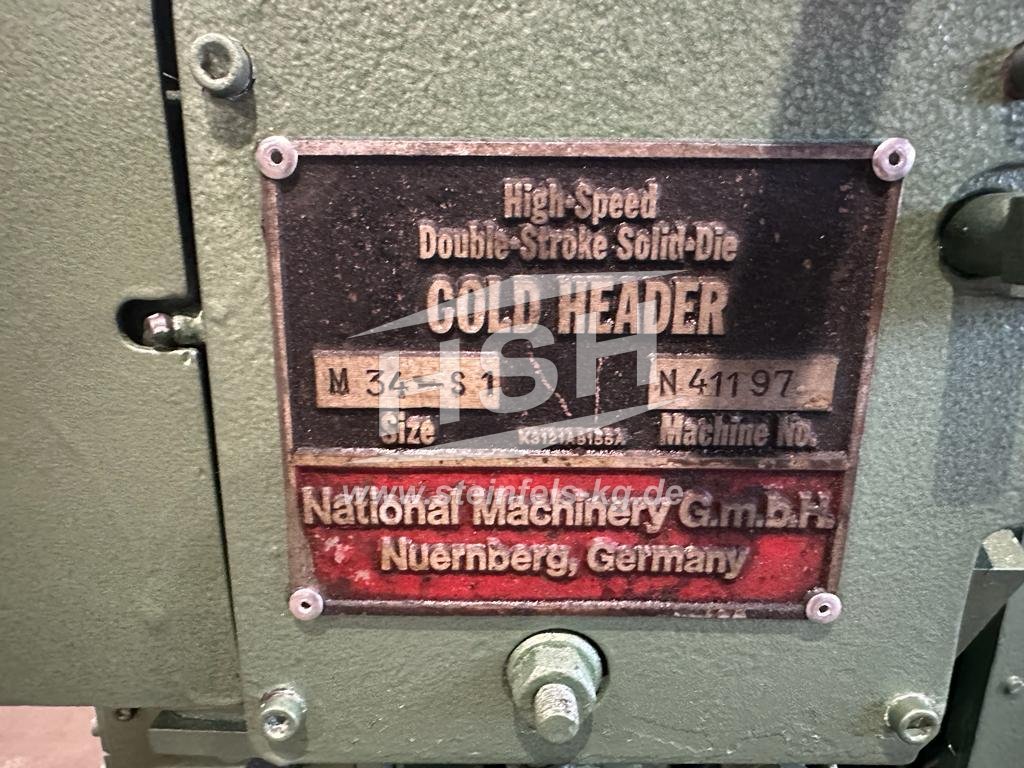 High-Speed
Double-Stroke Solid-Die
COLD HEADER
M 34-S 1
N 41197
Size
Machine No.
HSH
www.steinfels-kg.de
National Machinery G.m.b.H.
Nuernberg, Germany